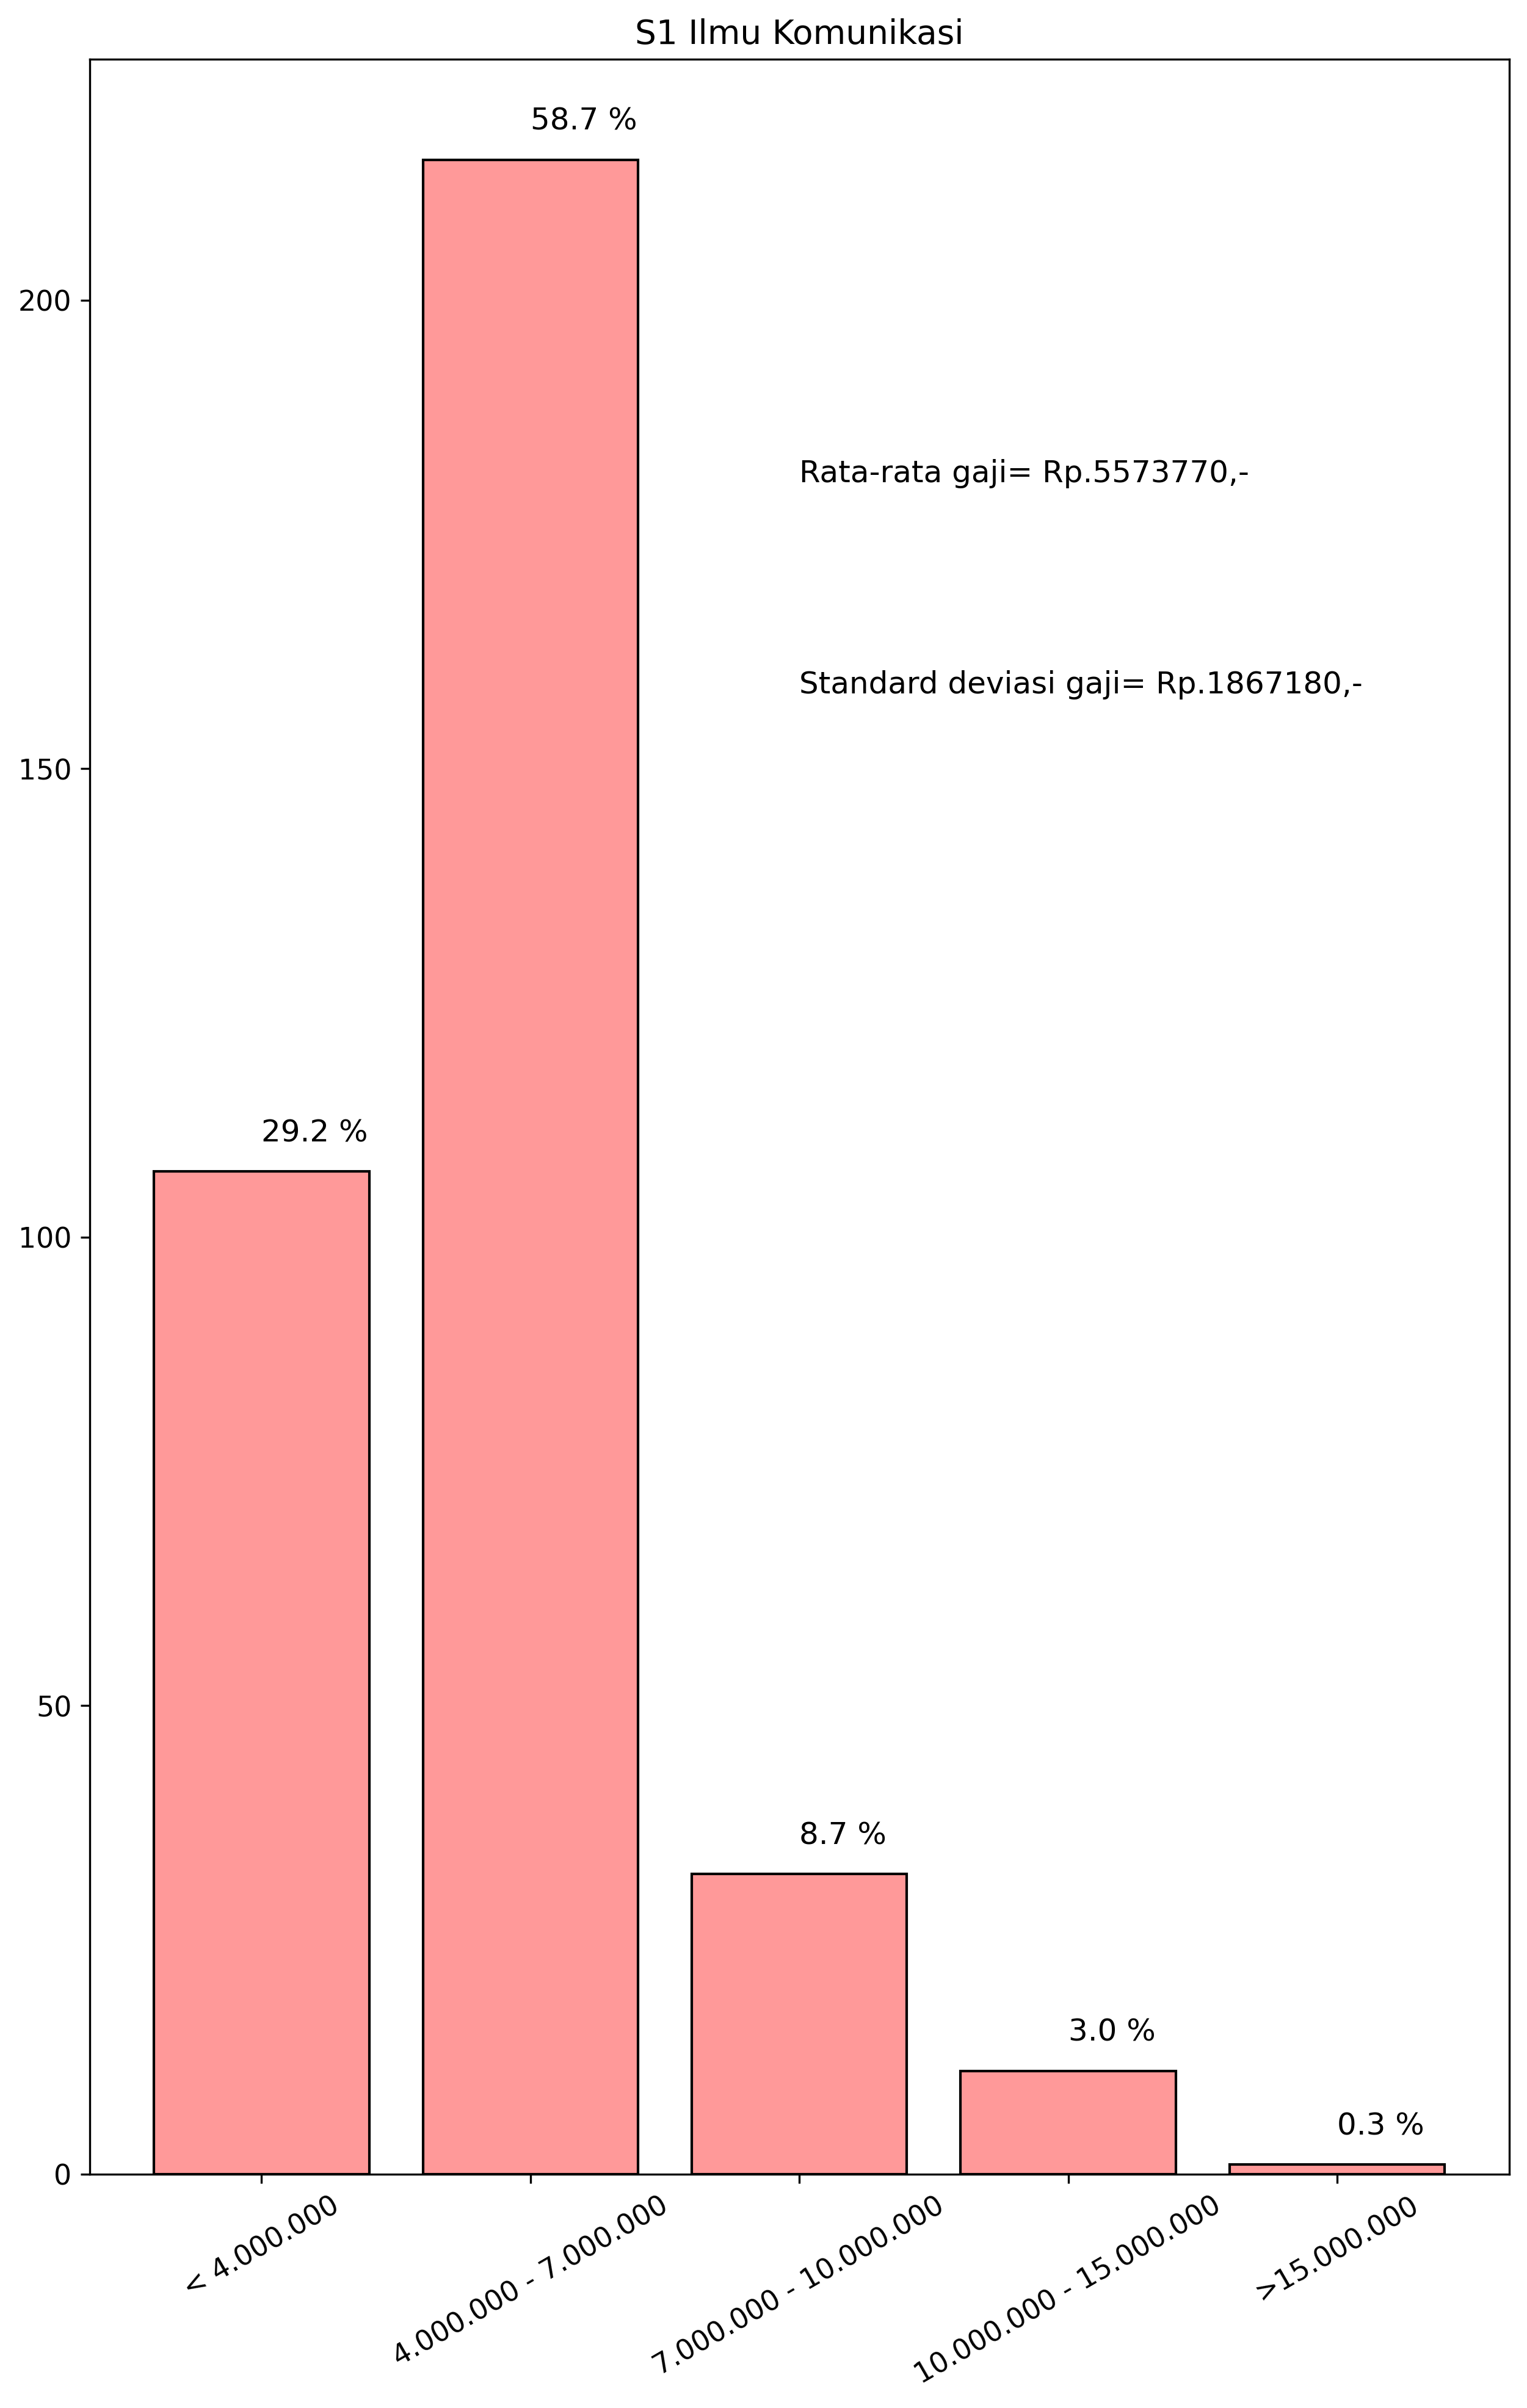 S1 Ilmu Komunikasi
58.7 %
200
Rata-rata gaji= Rp.5573770,-
Standard deviasi gaji= Rp.1867180,-
150
29.2 %
100
50
8.7 %
3.0 %
0.3 %
0
< 4.000.000
4.000.000 - 7.000.000
7.000.000 - 10.000.000
10.000.000 - 15.000.000
>15.000.000